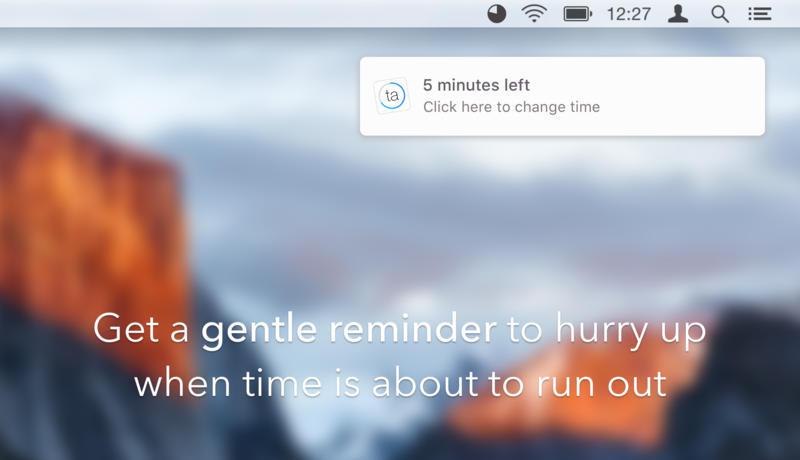 12:27
ta
5 minutes left
Click here to change time
Get a gentle reminder to hurry up
when time is about to run out